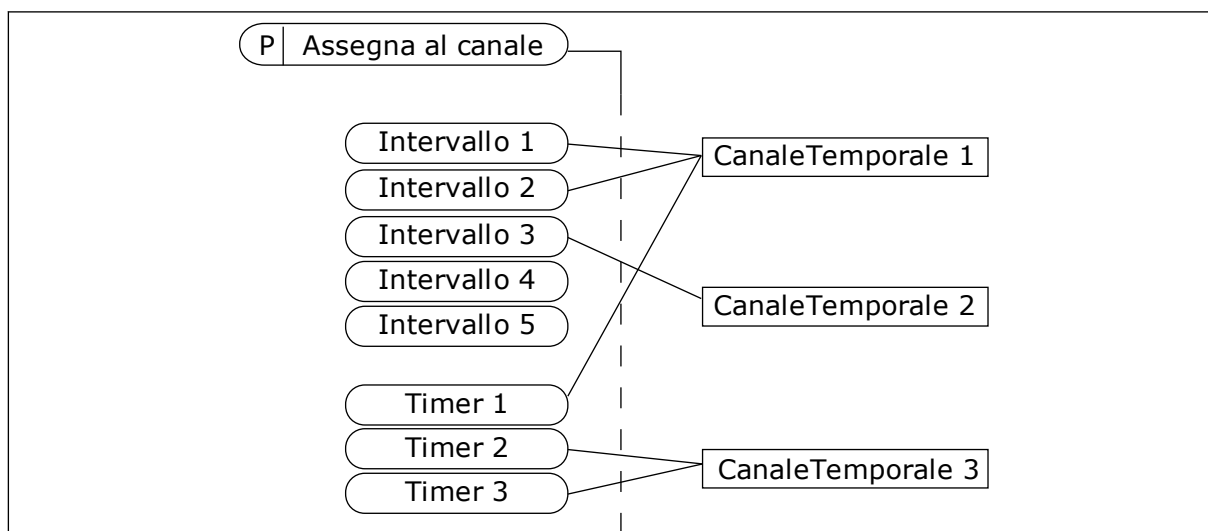 P Assegna al canale
Intervallo 1
CanaleTemporale 1
Intervallo 2
Intervallo 3
Intervallo 4
CanaleTemporale 2
Intervallo 5
Timer 1
Timer 2
CanaleTemporale 3
Timer 3